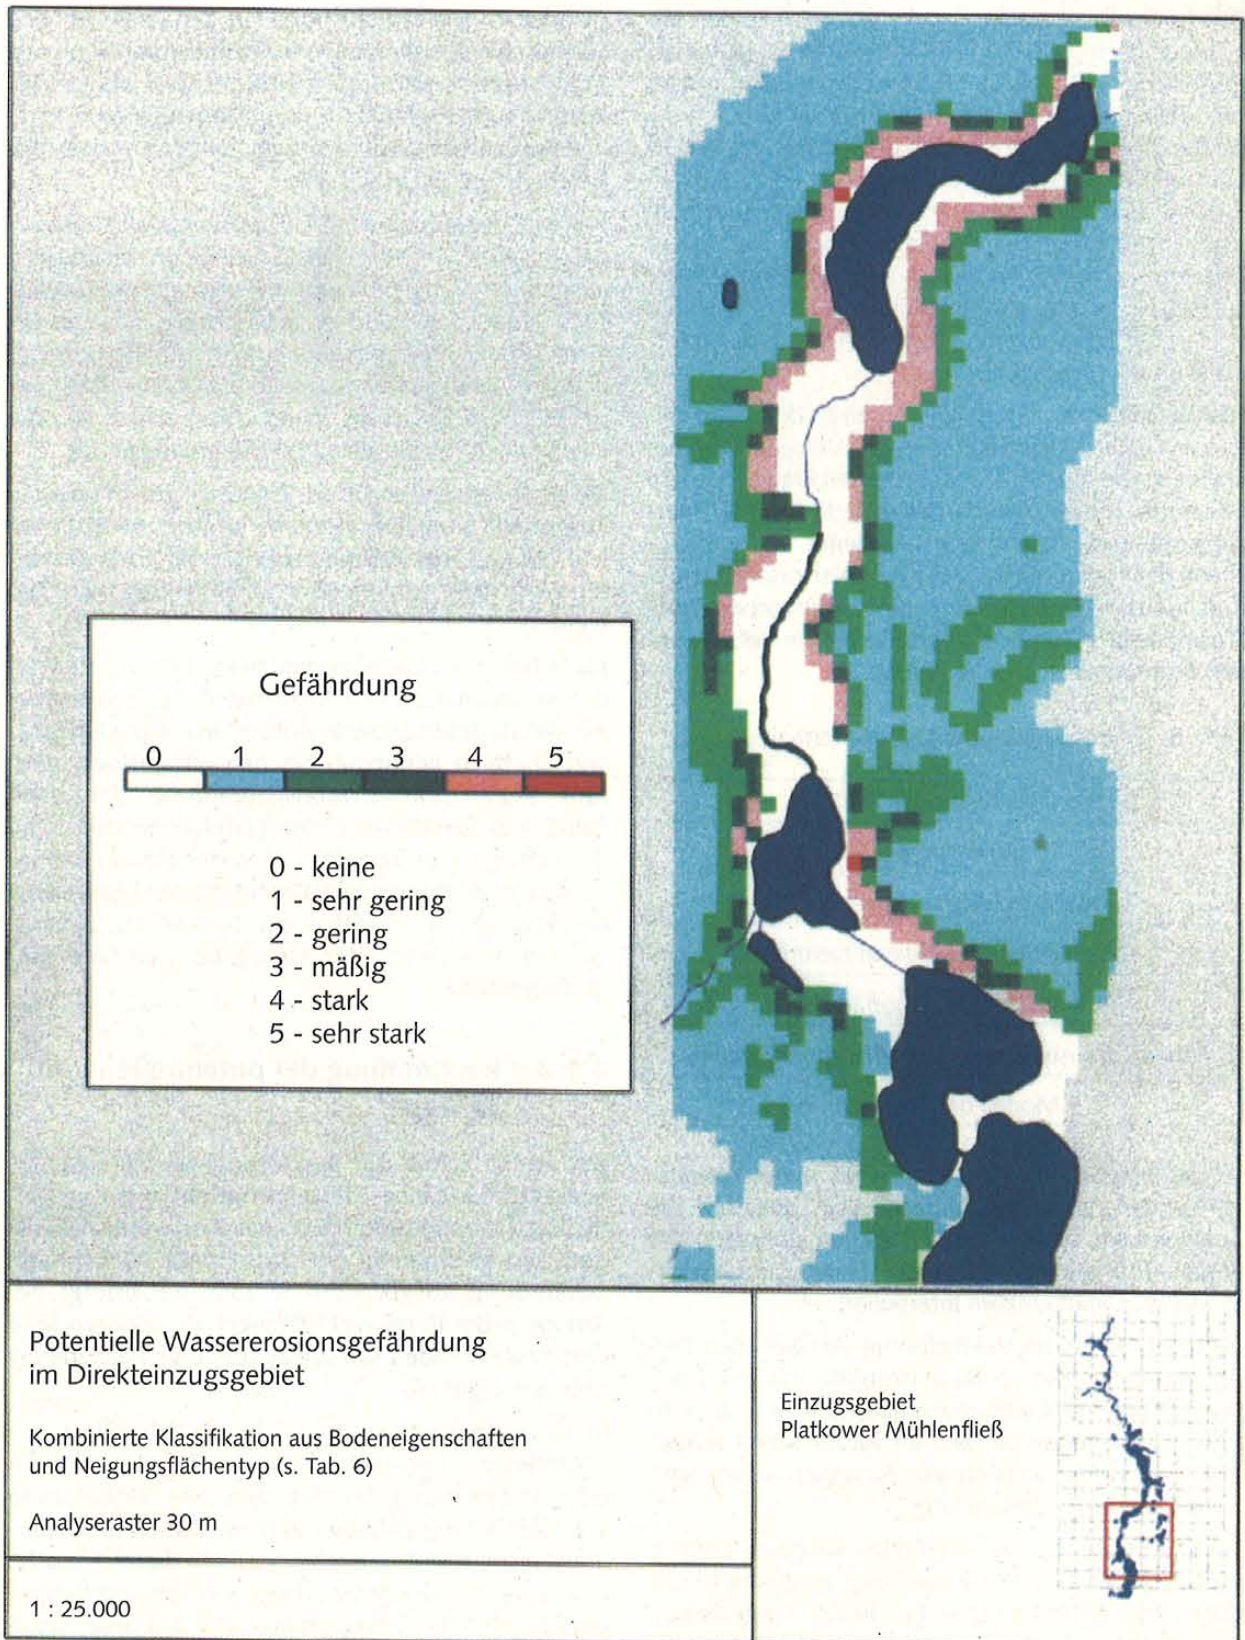 Gefährdung
0 1 2 3 4 5
0 - keine
1 - sehr gering
2 - gering
3 - mäßig
4 - stark
5 - sehr stark
Potentielle Wassererosionsgefährdung
im Direkteinzugsgebiet
Kombinierte Klassifikation aus Bodeneigenschaften
und Neigungsflächentyp (s. Tab. 6)
Analyseraster 30 m
1 : 25.000
Einzugsgebiet
Platkower Mühlenfließ